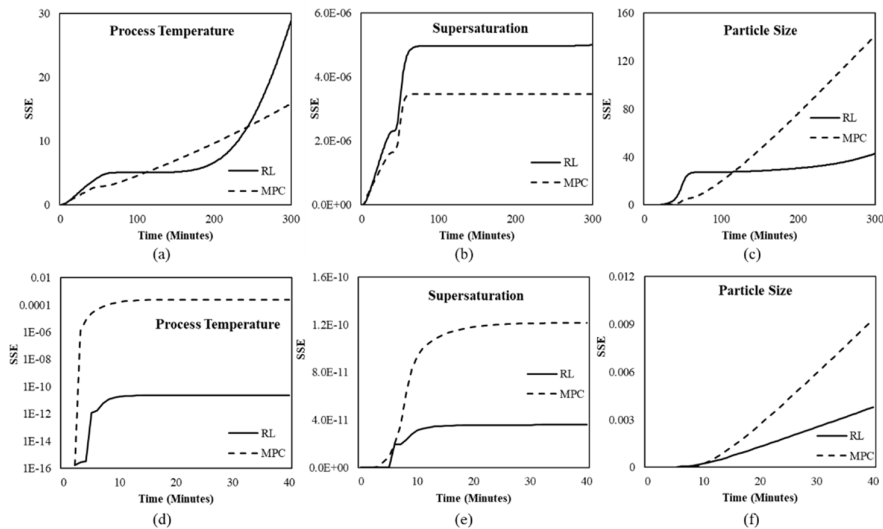 Process Temperature
30
20
10
0
SSE
0 100 200 300
Time (Minutes)
RL
MPC
(a)
Supersaturation
6.0E-06
4.0E-06
2.0E-06
0.0E+00
SSE
0 100 200 300
Time (Minutes)
RL
MPC
(b)
Particle Size
160
120
80
40
0
SSE
0 100 200 300
Time (Minutes)
RL
MPC
(c)
Process Temperature
0.01
0.0001
1E-06
1E-08
1E-10
1E-12
1E-14
1E-16
SSE
0 10 20 30 40
Time (Minutes)
RL
MPC
(d)
Supersaturation
1.6E-10
1.2E-10
8.0E-11
4.0E-11
0.0E+00
SSE
0 10 20 30 40
Time (Minutes)
RL
MPC
(e)
Particle Size
0.012
0.009
0.006
0.003
0
SSE
0 10 20 30 40
Time (Minutes)
RL
MPC
(f)